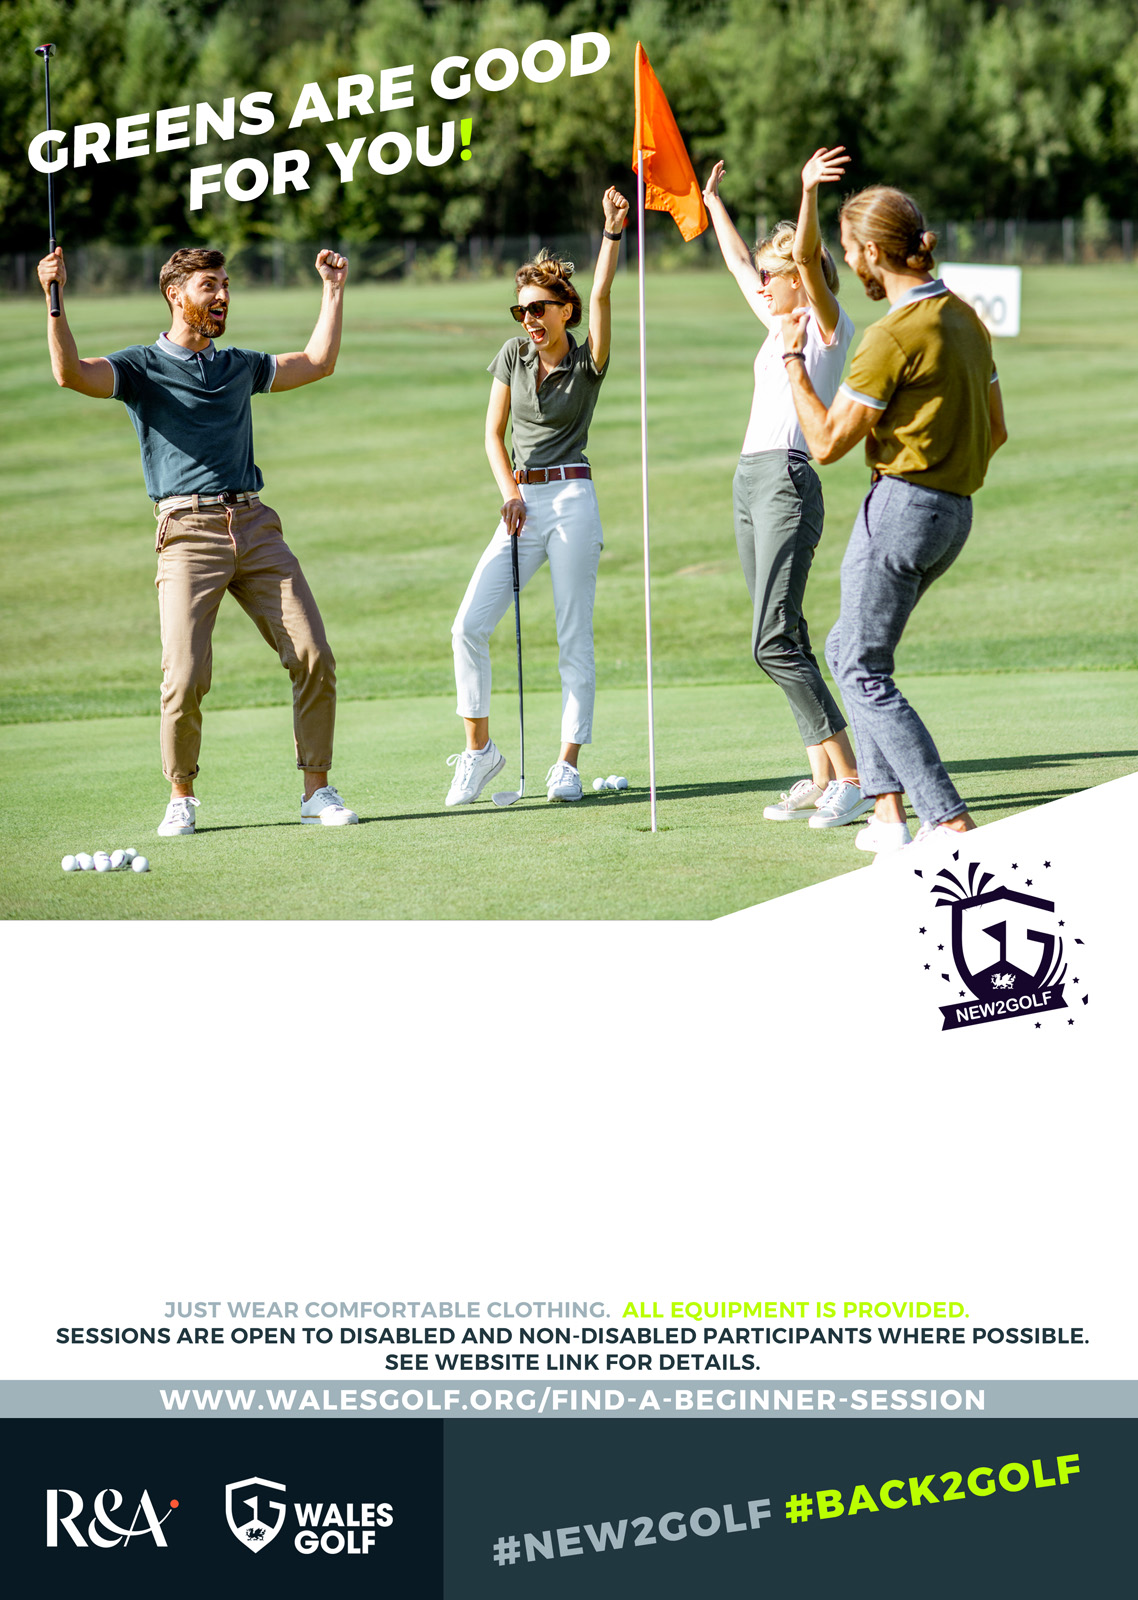 GREENS ARE GOOD
FOR YOU!
NEW2GOLF
JUST WEAR COMFORTABLE CLOTHING. ALL EQUIPMENT IS PROVIDED.
SESSIONS ARE OPEN TO DISABLED AND NON-DISABLED PARTICIPANTS WHERE POSSIBLE.
SEE WEBSITE LINK FOR DETAILS.
WWW.WALESGOLF.ORG/FIND-A-BEGINNER-SESSION
R&A
WALES
GOLF
#NEW2GOLF #BACK2GOLF